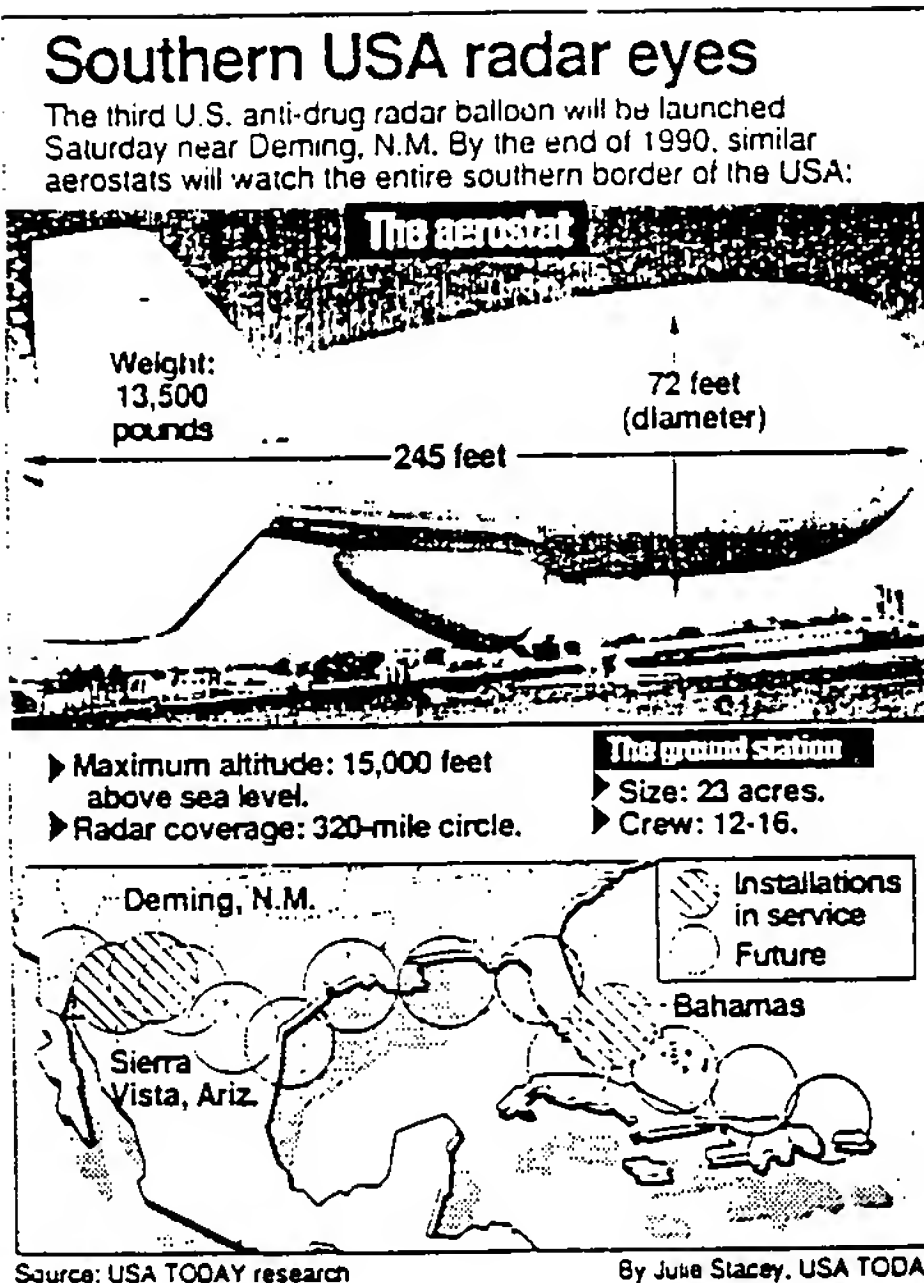 Southern USA radar eyes
The third U.S. anti-drug radar balloon will be launched
Saturday near Deming, N.M. By the end of 1990, similar
aerostats will watch the entire southern border of the USA:
The aerostat
Weight:
13,500
pounds
72 feet
(diameter)
245 feet
Maximum altitude: 15,000 feet
above sea level.
Radar coverage: 320-mile circle.
The ground station
Size: 23 acres.
Crew: 12-16.
Deming, N.M.
Installations
in service
Future
Bahamas
Sierra
Vista, Ariz.
Source: USA TODAY research
By Julie Stacey, USA TODA